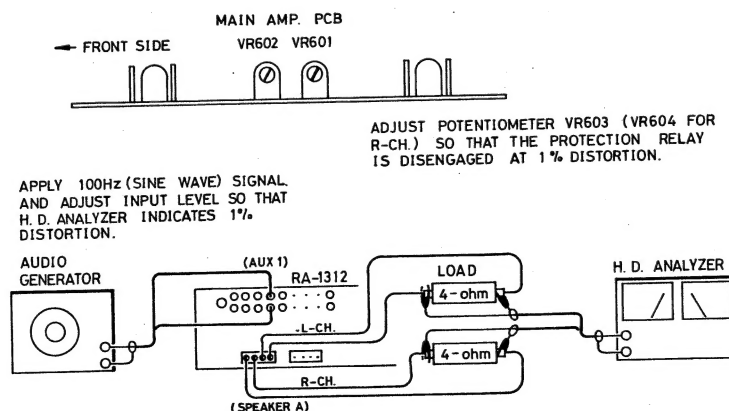 MAIN AMP. PCB
VR602 VR601
FRONT SIDE
ADJUST POTENTIOMETER VR603 (VR604 FOR
R-CH.) SO THAT THE PROTECTION RELAY
IS DISENGAGED AT 1% DISTORTION.
APPLY 100Hz (SINE WAVE) SIGNAL
AND ADJUST INPUT LEVEL SO THAT
H. D. ANALYZER INDICATES 1%
DISTORTION.
AUDIO
GENERATOR
(AUX 1)
RA-1312
LOAD
4-ohm
H. D. ANALYZER
L-CH.
4-ohm
R-CH.
(SPEAKER A)